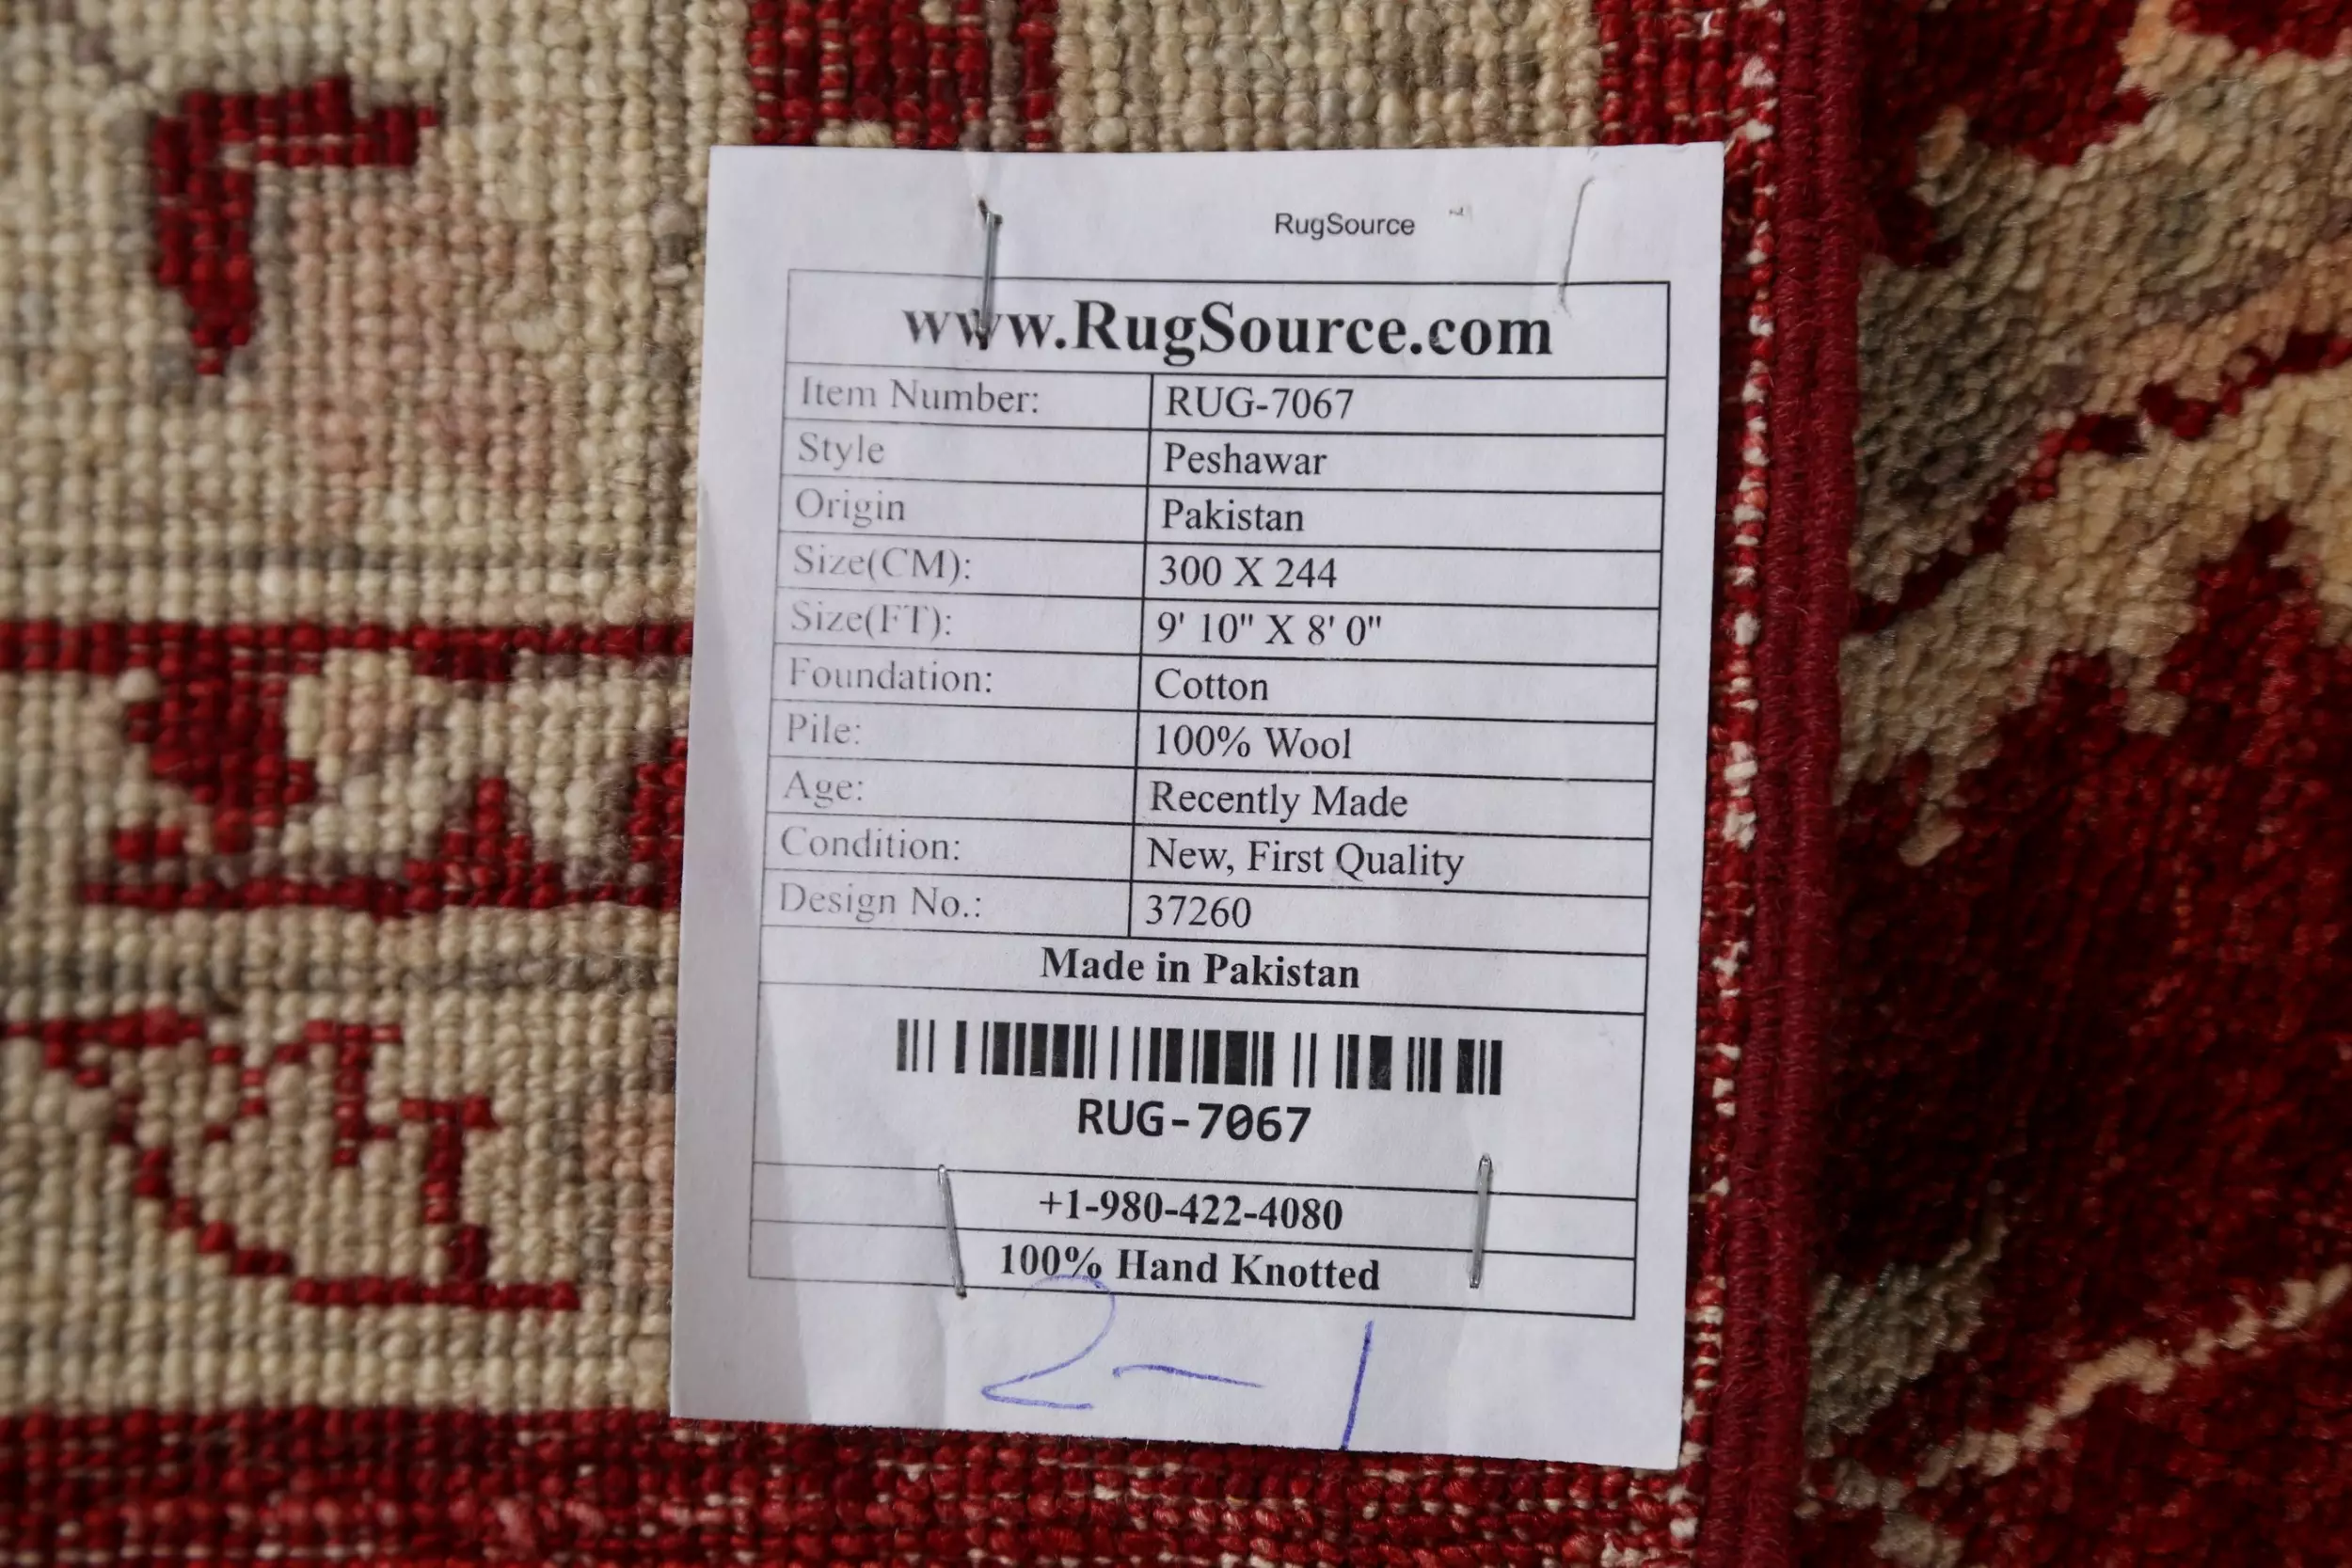 RugSource
www.RugSource.com
Item Number: RUG-7067
Style Peshawar
Origin Pakistan
Size(CM): 300 X 244
Size(FT): 9' 10" X 8' 0"
Foundation: Cotton
Pile: 100% Wool
Age: Recently Made
Condition: New, First Quality
Design No.: 37260
Made in Pakistan
RUG-7067
+1-980-422-4080
100% Hand Knotted
2-1